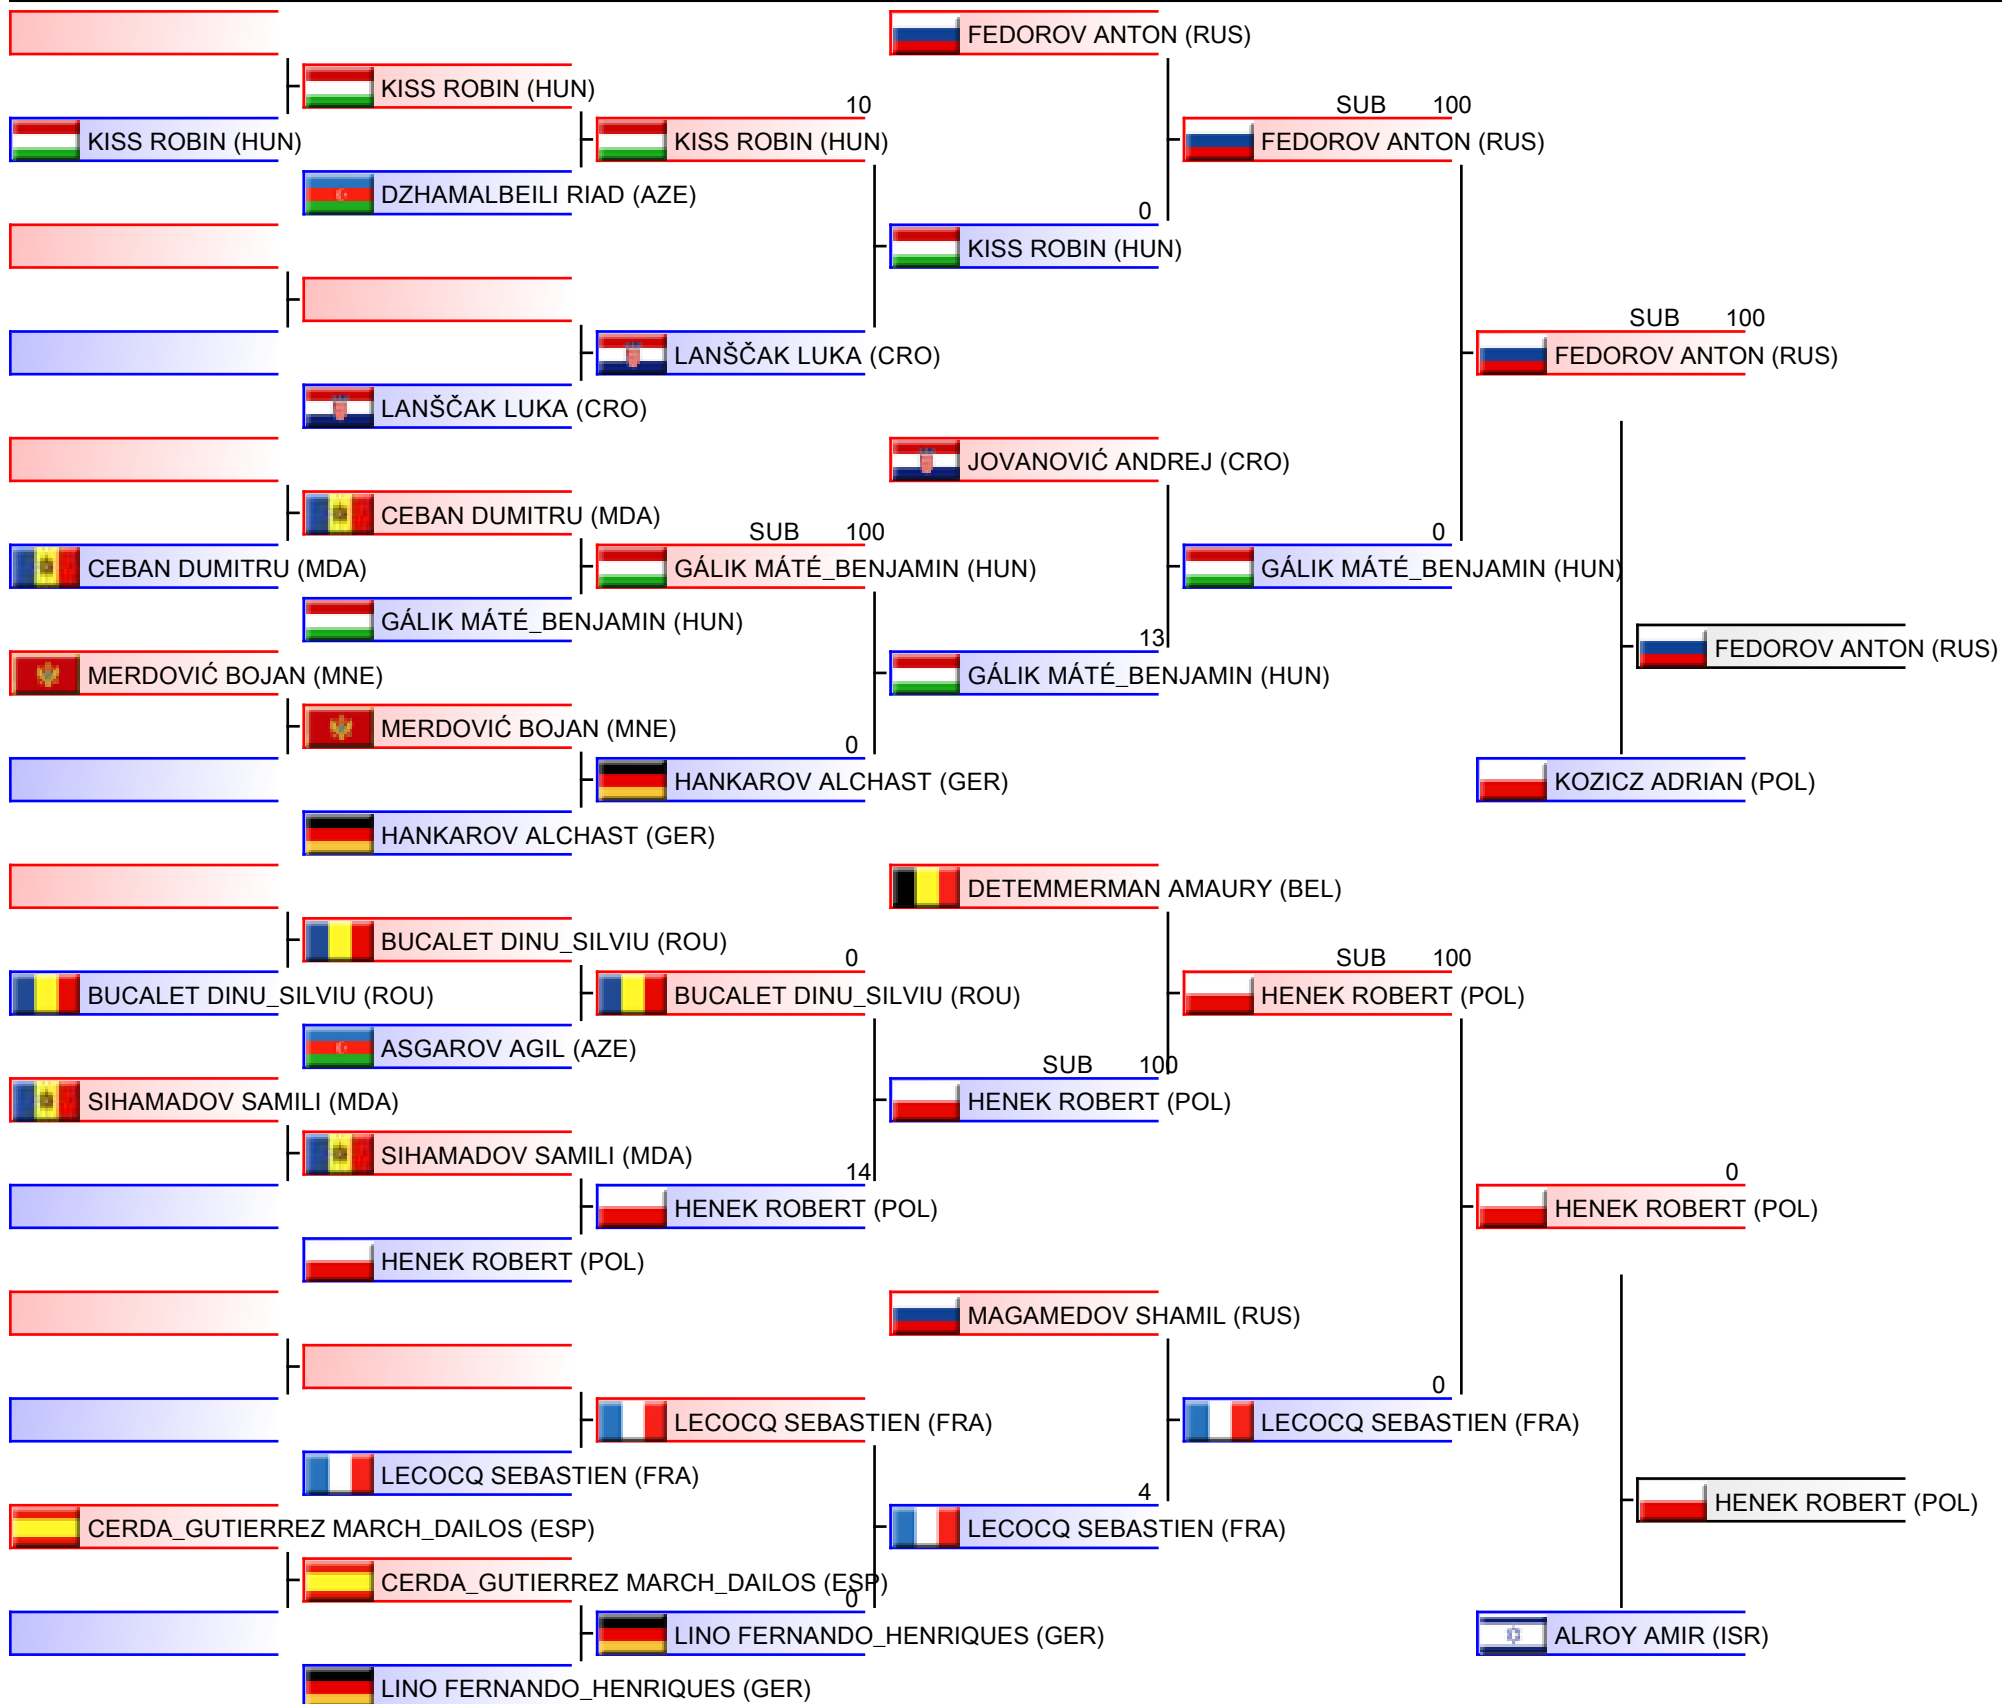 FEDOROV ANTON (RUS)
KISS ROBIN (HUN)
10
SUB 100
KISS ROBIN (HUN)
KISS ROBIN (HUN)
FEDOROV ANTON (RUS)
DZHAMALBEILI RIAD (AZE)
0
KISS ROBIN (HUN)
SUB 100
LANŠČAK LUKA (CRO)
FEDOROV ANTON (RUS)
LANŠČAK LUKA (CRO)
JOVANOVIĆ ANDREJ (CRO)
CEBAN DUMITRU (MDA)
SUB 100
0
CEBAN DUMITRU (MDA)
GÁLIK MÁTÉ_BENJAMIN (HUN)
GÁLIK MÁTÉ_BENJAMIN (HUN)
GÁLIK MÁTÉ_BENJAMIN (HUN)
13
FEDOROV ANTON (RUS)
MERDOVIĆ BOJAN (MNE)
GÁLIK MÁTÉ_BENJAMIN (HUN)
MERDOVIĆ BOJAN (MNE)
0
HANKAROV ALCHAST (GER)
KOZICZ ADRIAN (POL)
HANKAROV ALCHAST (GER)
DETEMMERMAN AMAURY (BEL)
BUCALET DINU_SILVIU (ROU)
0
SUB 100
BUCALET DINU_SILVIU (ROU)
BUCALET DINU_SILVIU (ROU)
HENEK ROBERT (POL)
ASGAROV AGIL (AZE)
SUB 100
SIHAMADOV SAMILI (MDA)
HENEK ROBERT (POL)
SIHAMADOV SAMILI (MDA)
14
0
HENEK ROBERT (POL)
HENEK ROBERT (POL)
HENEK ROBERT (POL)
MAGAMEDOV SHAMIL (RUS)
0
LECOCQ SEBASTIEN (FRA)
LECOCQ SEBASTIEN (FRA)
LECOCQ SEBASTIEN (FRA)
4
HENEK ROBERT (POL)
CERDA_GUTIERREZ MARCH_DAILOS (ESP)
LECOCQ SEBASTIEN (FRA)
CERDA_GUTIERREZ MARCH_DAILOS (ESP)
0
LINO FERNANDO_HENRIQUES (GER)
ALROY AMIR (ISR)
LINO FERNANDO_HENRIQUES (GER)